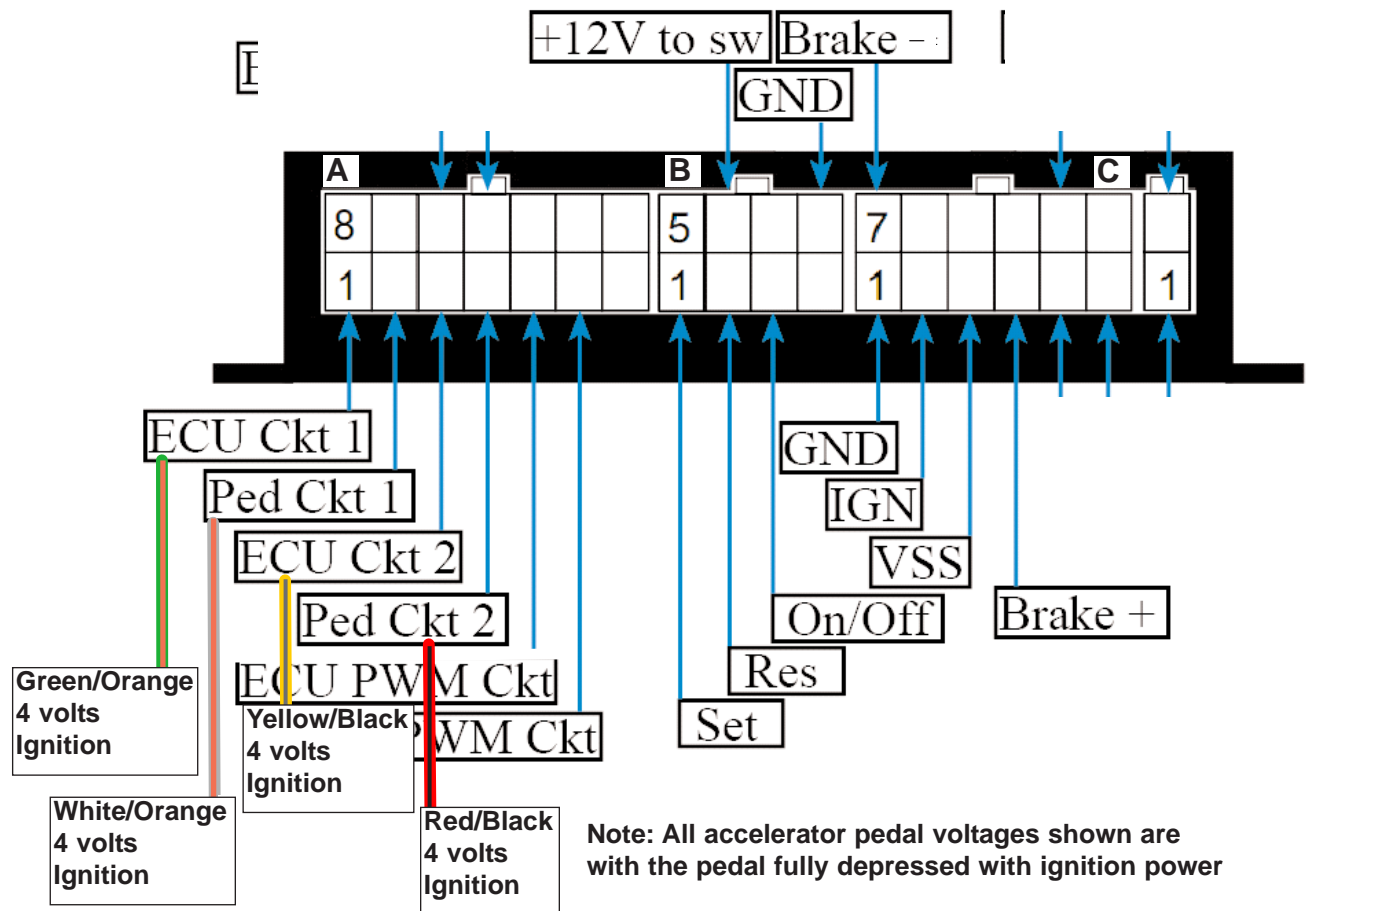 +12V to sw
Brake -
GND
A
B
C
8
5
7
1
1
1
1
ECU Ckt 1
Ped Ckt 1
ECU Ckt 2
Ped Ckt 2
ECU PWM Ckt
PWM Ckt
GND
IGN
VSS
Brake +
On/Off
Res
Set
Green/Orange
4 volts
Ignition
Yellow/Black
4 volts
Ignition
White/Orange
4 volts
Ignition
Red/Black
4 volts
Ignition
Note: All accelerator pedal voltages shown are
with the pedal fully depressed with ignition power